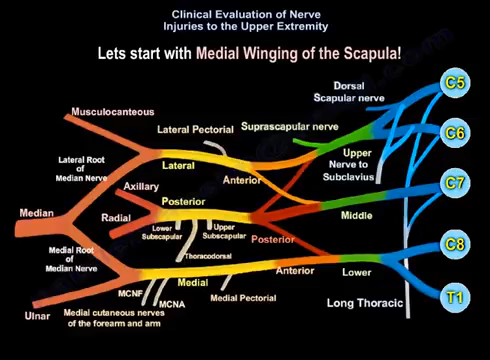 Clinical Evaluation of Nerve
Injuries to the Upper Extremity
Lets start with Medial Winging of the Scapula!
Dorsal
Scapular nerve
C5
Musculocanteous
Lateral Pectorial
Suprascapular nerve
C6
Lateral Root
of Median Nerve
Lateral
Anterior
Upper
Nerve to
Subclavius
Axillary
Posterior
C7
Median
Radial
Lower
Subscapular
Upper
Subscapular
Middle
Posterior
Thoracodorsal
C8
Medial Root
of Median Nerve
Medial
Anterior
Lower
MCNF
MCNA
Medial Pectorial
Long Thoracic
T1
Ulnar
Medial cutaneous nerves
of the forearm and arm